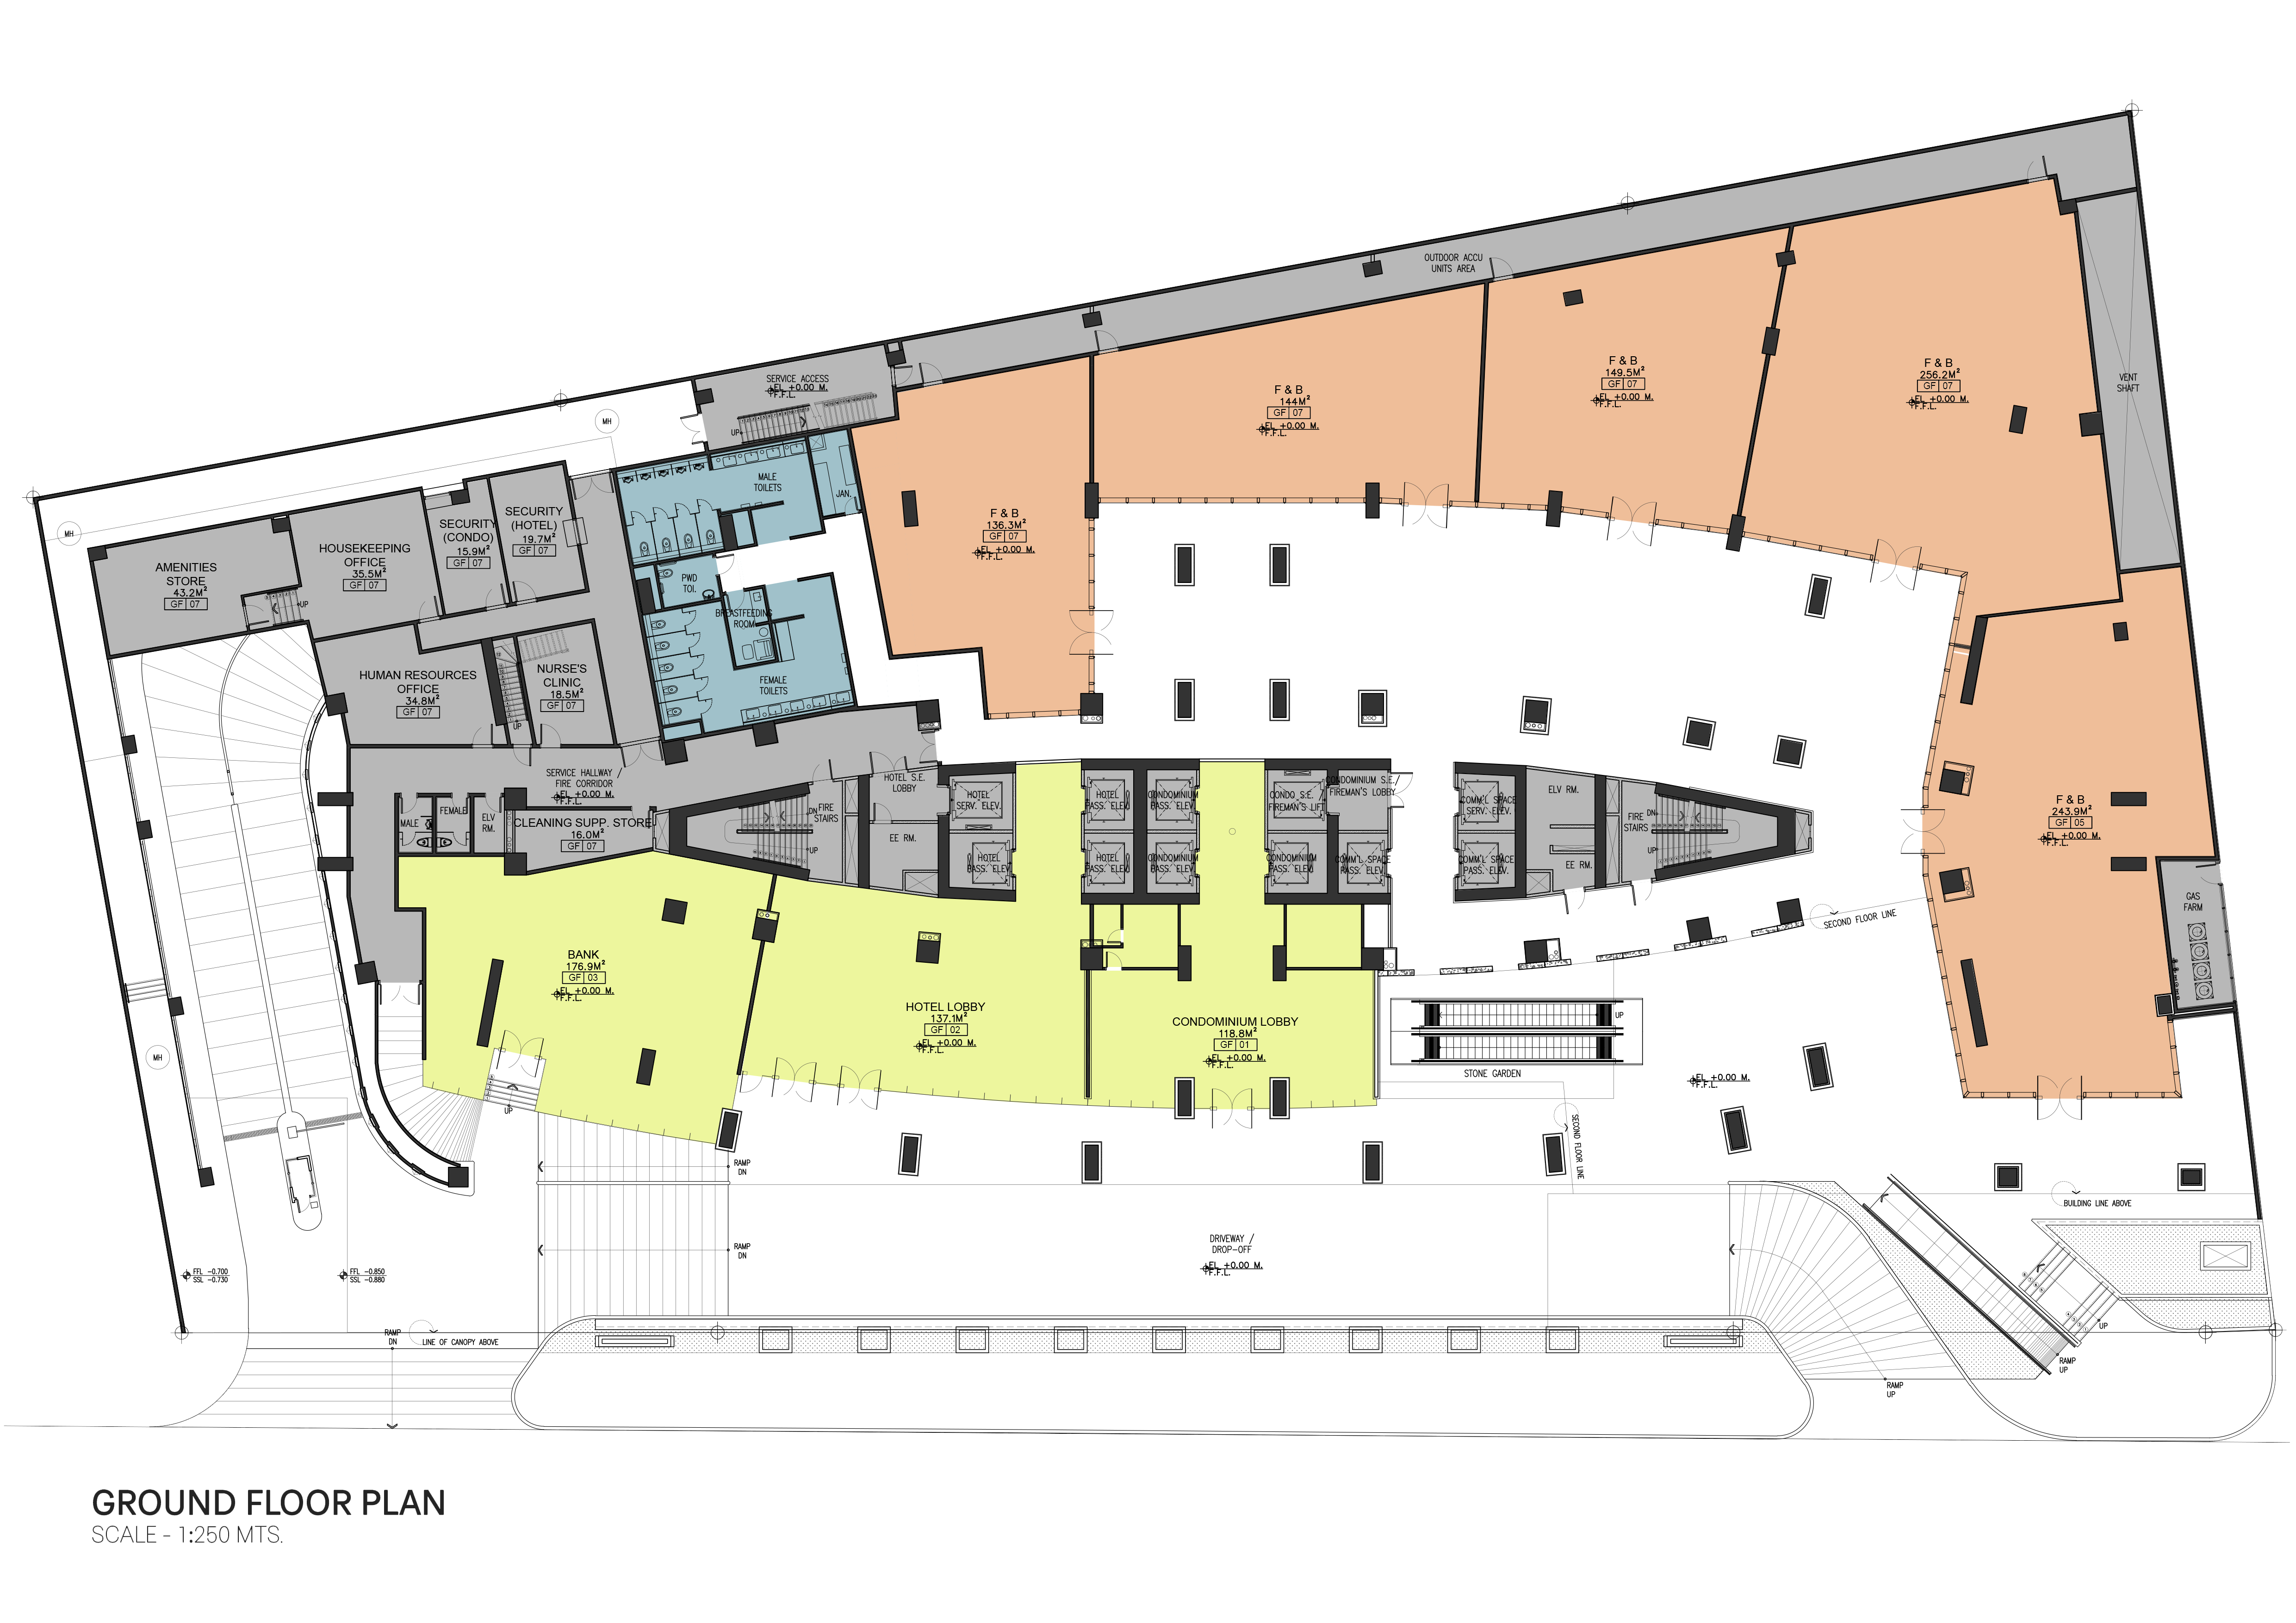 OUTDOOR ACCU
UNITS AREA
VENT
SHAFT
SERVICE ACCESS
EL +0.00 M.
F.F.L.
UP
MH
MH
MH
F & B
136.3M²
GF 07
EL +0.00 M.
F.F.L.
F & B
144M²
GF 07
EL +0.00 M.
F.F.L.
F & B
149.5M²
GF 07
EL +0.00 M.
F.F.L.
F & B
256.2M²
GF 07
EL +0.00 M.
F.F.L.
F & B
243.9M²
GF 05
EL +0.00 M.
F.F.L.
MALE
TOILETS
JAN.
PWD
TOI.
BREASTFEEDING
ROOM
FEMALE
TOILETS
AMENITIES
STORE
43.2M²
GF 07
UP
HOUSEKEEPING
OFFICE
35.5M²
GF 07
SECURITY
(CONDO)
15.9M²
GF 07
SECURITY
(HOTEL)
19.7M²
GF 07
HUMAN RESOURCES
OFFICE
34.8M²
GF 07
UP
NURSE'S
CLINIC
18.5M²
GF 07
SERVICE HALLWAY /
FIRE CORRIDOR
EL +0.00 M.
F.F.L.
MALE
FEMALE
ELV
RM.
CLEANING SUPP. STORE
16.0M²
GF 07
DN
FIRE
STAIRS
UP
HOTEL S.E.
LOBBY
EE RM.
HOTEL
SERV. ELEV.
HOTEL
PASS. ELEV.
HOTEL
PASS. ELEV.
HOTEL
PASS. ELEV.
CONDOMINIUM
PASS. ELEV.
CONDOMINIUM
PASS. ELEV.
CONDO S.E. /
FIREMAN'S LIFT
CONDOMINIUM
PASS. ELEV.
CONDOMINIUM S.E./
FIREMAN'S LOBBY
COMM'L SPACE
PASS. ELEV.
COMM'L SPACE
SERV. ELEV.
COMM'L SPACE
PASS. ELEV.
ELV RM.
EE RM.
FIRE
STAIRS
DN
UP
SECOND FLOOR LINE
GAS
FARM
BANK
176.9M²
GF 03
EL +0.00 M.
F.F.L.
UP
HOTEL LOBBY
137.1M²
GF 02
EL +0.00 M.
F.F.L.
CONDOMINIUM LOBBY
118.8M²
GF 01
EL +0.00 M.
F.F.L.
UP
STONE GARDEN
EL +0.00 M.
F.F.L.
SECOND FLOOR LINE
RAMP
DN
RAMP
DN
DRIVEWAY /
DROP-OFF
EL +0.00 M.
F.F.L.
BUILDING LINE ABOVE
FFL -0.700
SSL -0.730
FFL -0.850
SSL -0.880
RAMP
DN
LINE OF CANOPY ABOVE
UP
RAMP
UP
RAMP
UP
GROUND FLOOR PLAN
SCALE - 1:250 MTS.